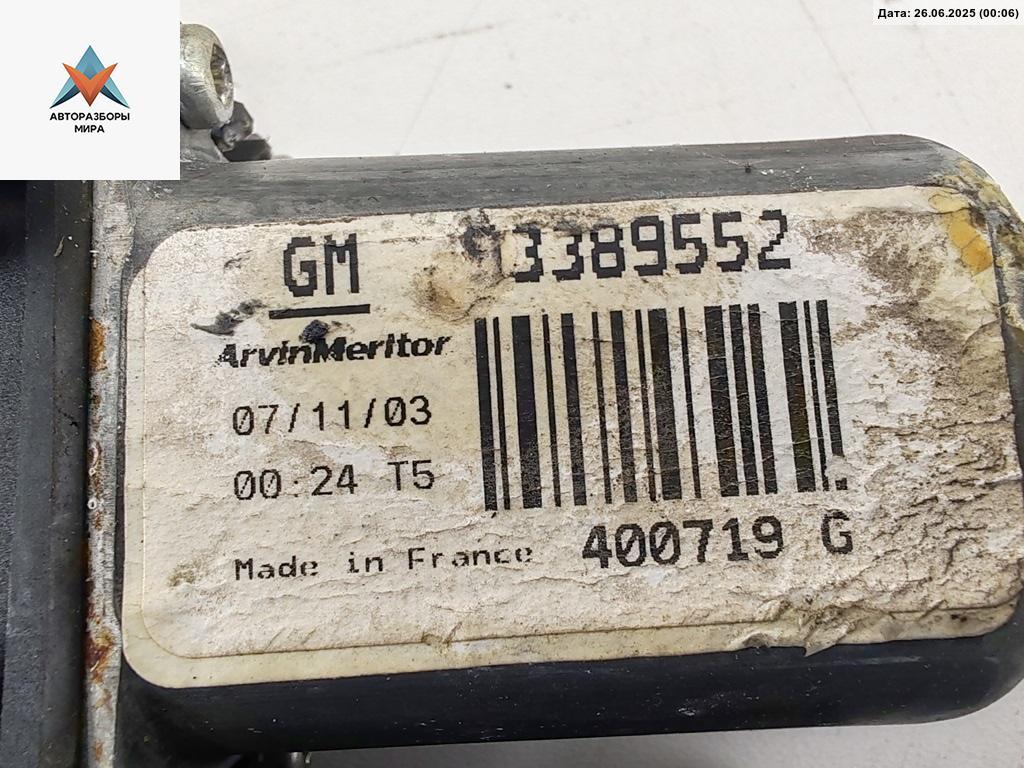 Дата: 26.06.2025 (00:06)
АВТОРАЗБОРЫ
МИРА
GM
13389552
ArvinMeritor
07/11/03
00:24 T5
Made in France
400719 G